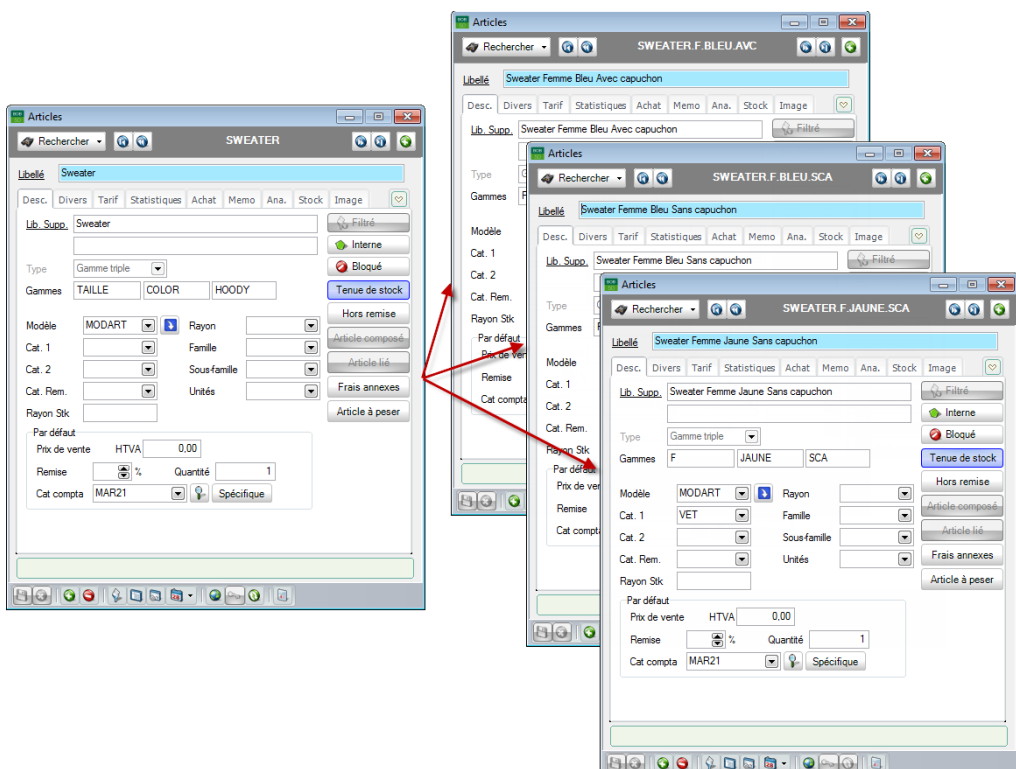 Articles
Rechercher
SWEATER
Libellé Sweater
Desc. Divers Tarif Statistiques Achat Memo Ana. Stock Image
Lib. Supp. Sweater Filtré
Interne
Type Gamme triple Bloqué
Gammes TAILLE COLOR HOODY Tenue de stock
Hors remise
Modèle MODART Rayon Article composé
Cat. 1 Famille
Cat. 2 Sous-famille Article lié
Cat. Rem. Unités Frais annexes
Rayon Stk Article à peser
Par défaut
Prix de vente HTVA 0,00
Remise % Quantité 1
Cat compta MAR21 Spécifique
Articles
Rechercher
SWEATER.F.BLEU.AVC
Libellé Sweater Femme Bleu Avec capuchon
Desc. Divers Tarif Statistiques Achat Memo Ana. Stock Image
Lib. Supp. Sweater Femme Bleu Avec capuchon Filtré
Type
Gammes
Modèle
Cat. 1
Cat. 2
Cat. Rem.
Rayon Stk
Par défaut
Prix de ven
Remise
Cat compta
Articles
Rechercher
SWEATER.F.BLEU.SCA
Libellé Sweater Femme Bleu Sans capuchon
Desc. Divers Tarif Statistiques Achat Memo Ana. Stock Image
Lib. Supp. Sweater Femme Bleu Sans capuchon Filtré
Type
Gammes
Modèle
Cat. 1
Cat. 2
Cat. Rem.
Rayon Stk
Par défaut
Prix de ver
Remise
Cat compta
Articles
Rechercher
SWEATER.F.JAUNE.SCA
Libellé Sweater Femme Jaune Sans capuchon
Desc. Divers Tarif Statistiques Achat Memo Ana. Stock Image
Lib. Supp. Sweater Femme Jaune Sans capuchon Filtré
Interne
Type Gamme triple Bloqué
Gammes F JAUNE SCA Tenue de stock
Hors remise
Modèle MODART Rayon Article composé
Cat. 1 VET Famille
Cat. 2 Sous-famille Article lié
Cat. Rem. Unités Frais annexes
Rayon Stk Article à peser
Par défaut
Prix de vente HTVA 0,00
Remise % Quantité 1
Cat compta MAR21 Spécifique